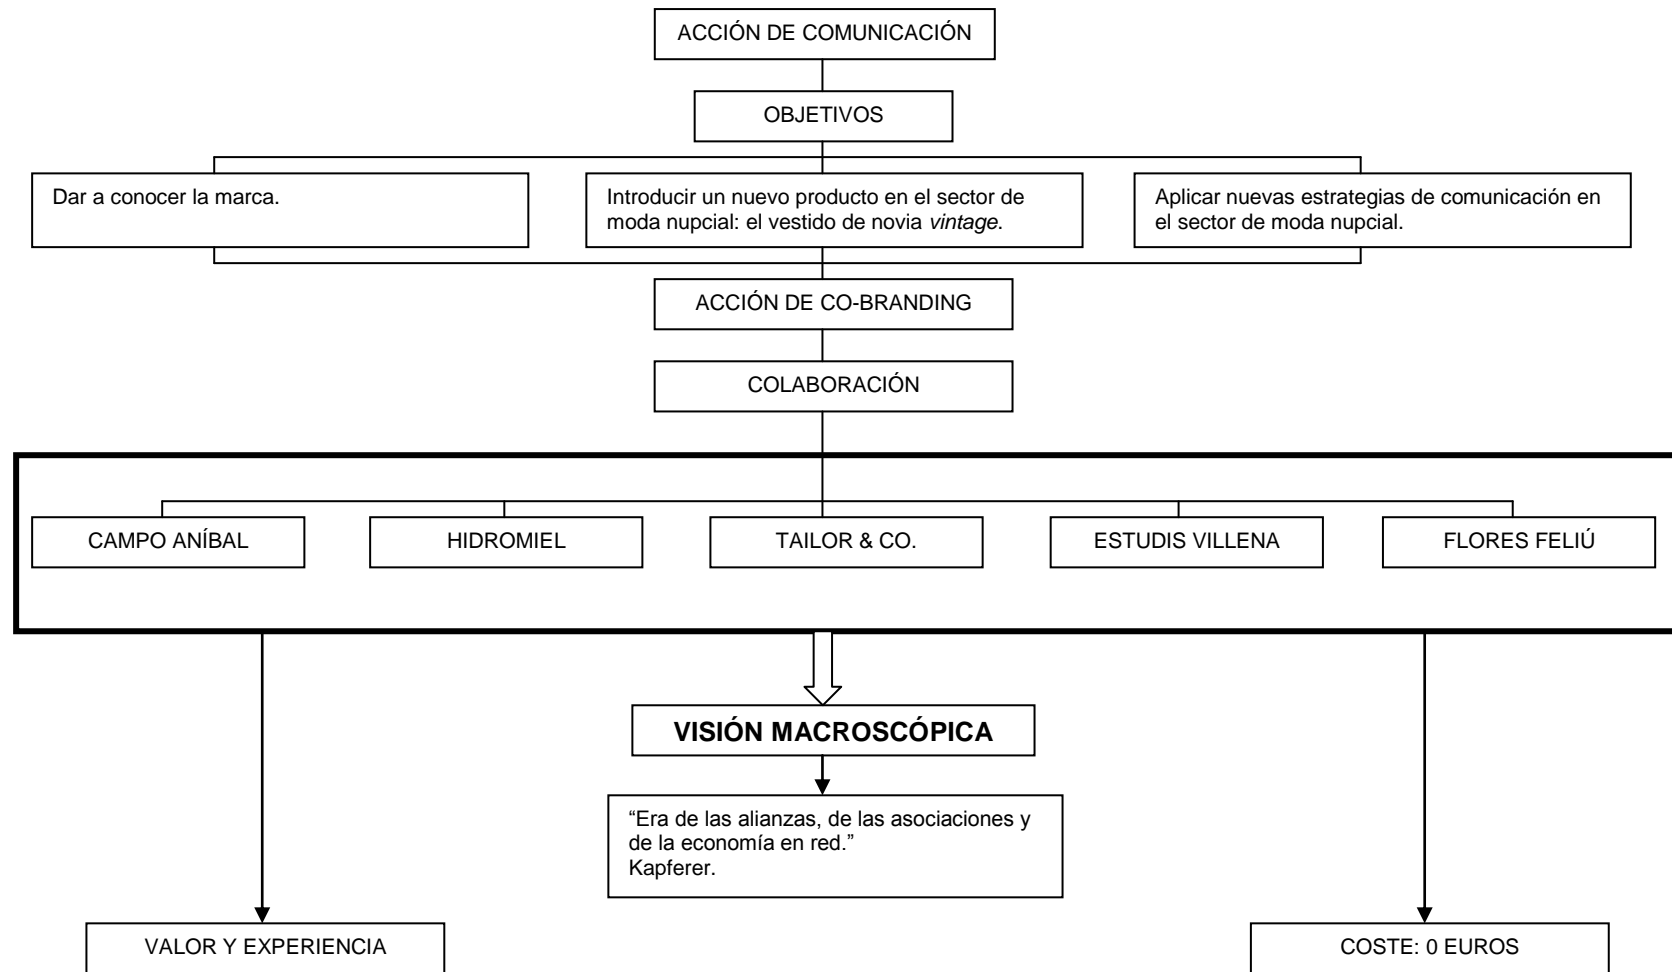 ACCIÓN DE COMUNICACIÓN
OBJETIVOS
Dar a conocer la marca.
Introducir un nuevo producto en el sector de
moda nupcial: el vestido de novia vintage.
Aplicar nuevas estrategias de comunicación en
el sector de moda nupcial.
ACCIÓN DE CO-BRANDING
COLABORACIÓN
CAMPO ANÍBAL
HIDROMIEL
TAILOR & CO.
ESTUDIS VILLENA
FLORES FELIÚ
VISIÓN MACROSCÓPICA
“Era de las alianzas, de las asociaciones y
de la economía en red.”
Kapferer.
VALOR Y EXPERIENCIA
COSTE: 0 EUROS